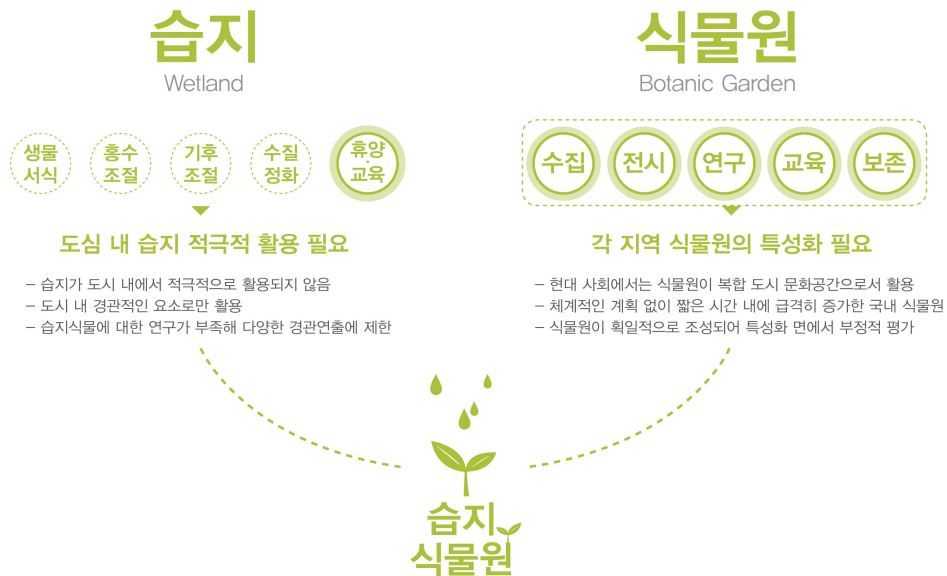 습지
Wetland
생물
서식
홍수
조절
기후
조절
수질
정화
휴양
교육
도심 내 습지 적극적 활용 필요
– 습지가 도시 내에서 적극적으로 활용되지 않음
– 도시 내 경관적인 요소로만 활용
– 습지식물에 대한 연구가 부족해 다양한 경관연출에 제한
식물원
Botanic Garden
수집
전시
연구
교육
보존
각 지역 식물원의 특성화 필요
– 현대 사회에서는 식물원이 복합 도시 문화공간으로서 활용
– 체계적인 계획 없이 짧은 시간 내에 급격히 증가한 국내 식물원
– 식물원이 획일적으로 조성되어 특성화 면에서 부정적 평가
습지
식물원